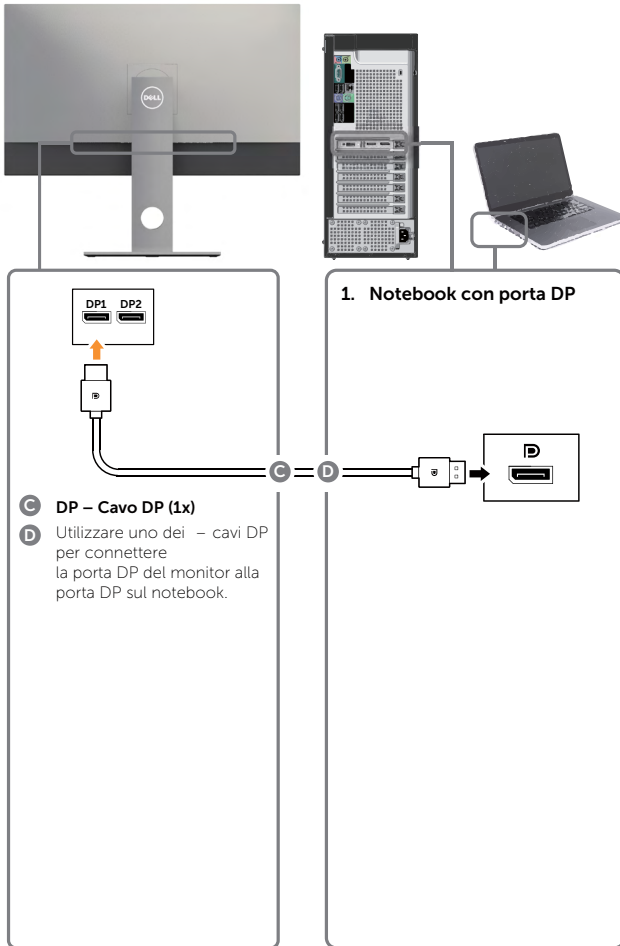 DELL
DP1 DP2
C D
C DP – Cavo DP (1x)
D Utilizzare uno dei – cavi DP
per connettere
la porta DP del monitor alla
porta DP sul notebook.
1. Notebook con porta DP